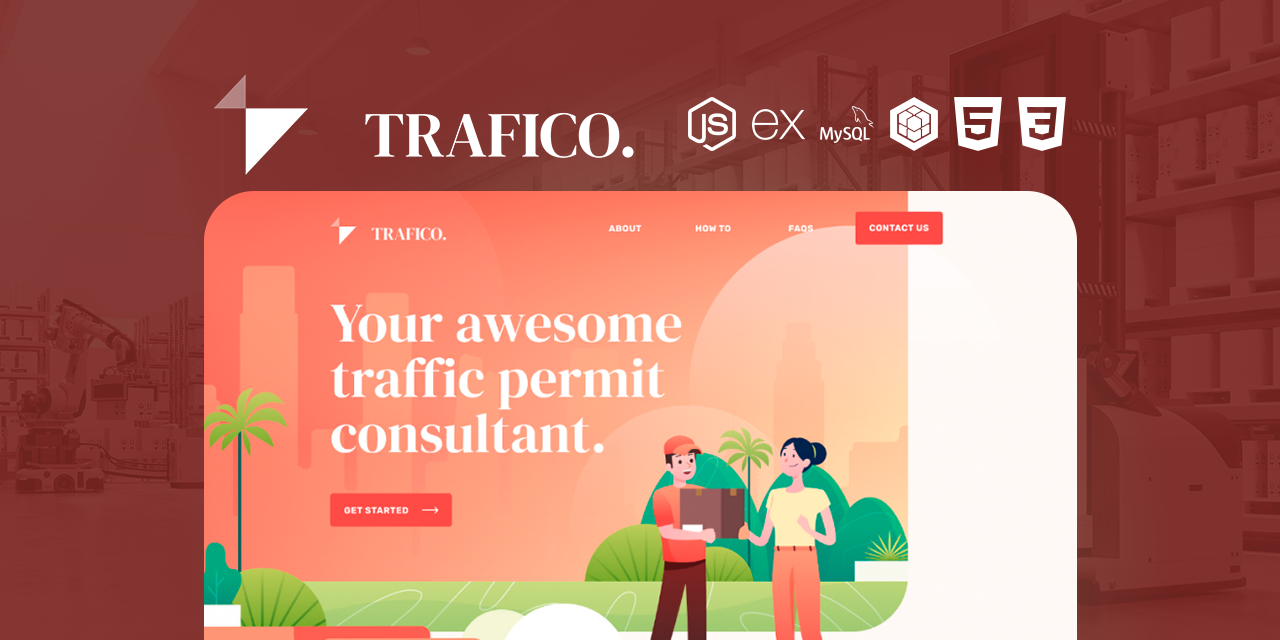 TRAFICO.
JS
ex
MySQL
5
3
TRAFICO.
ABOUT
HOW TO
FAQS
CONTACT US
Your awesome
traffic permit
consultant.
GET STARTED